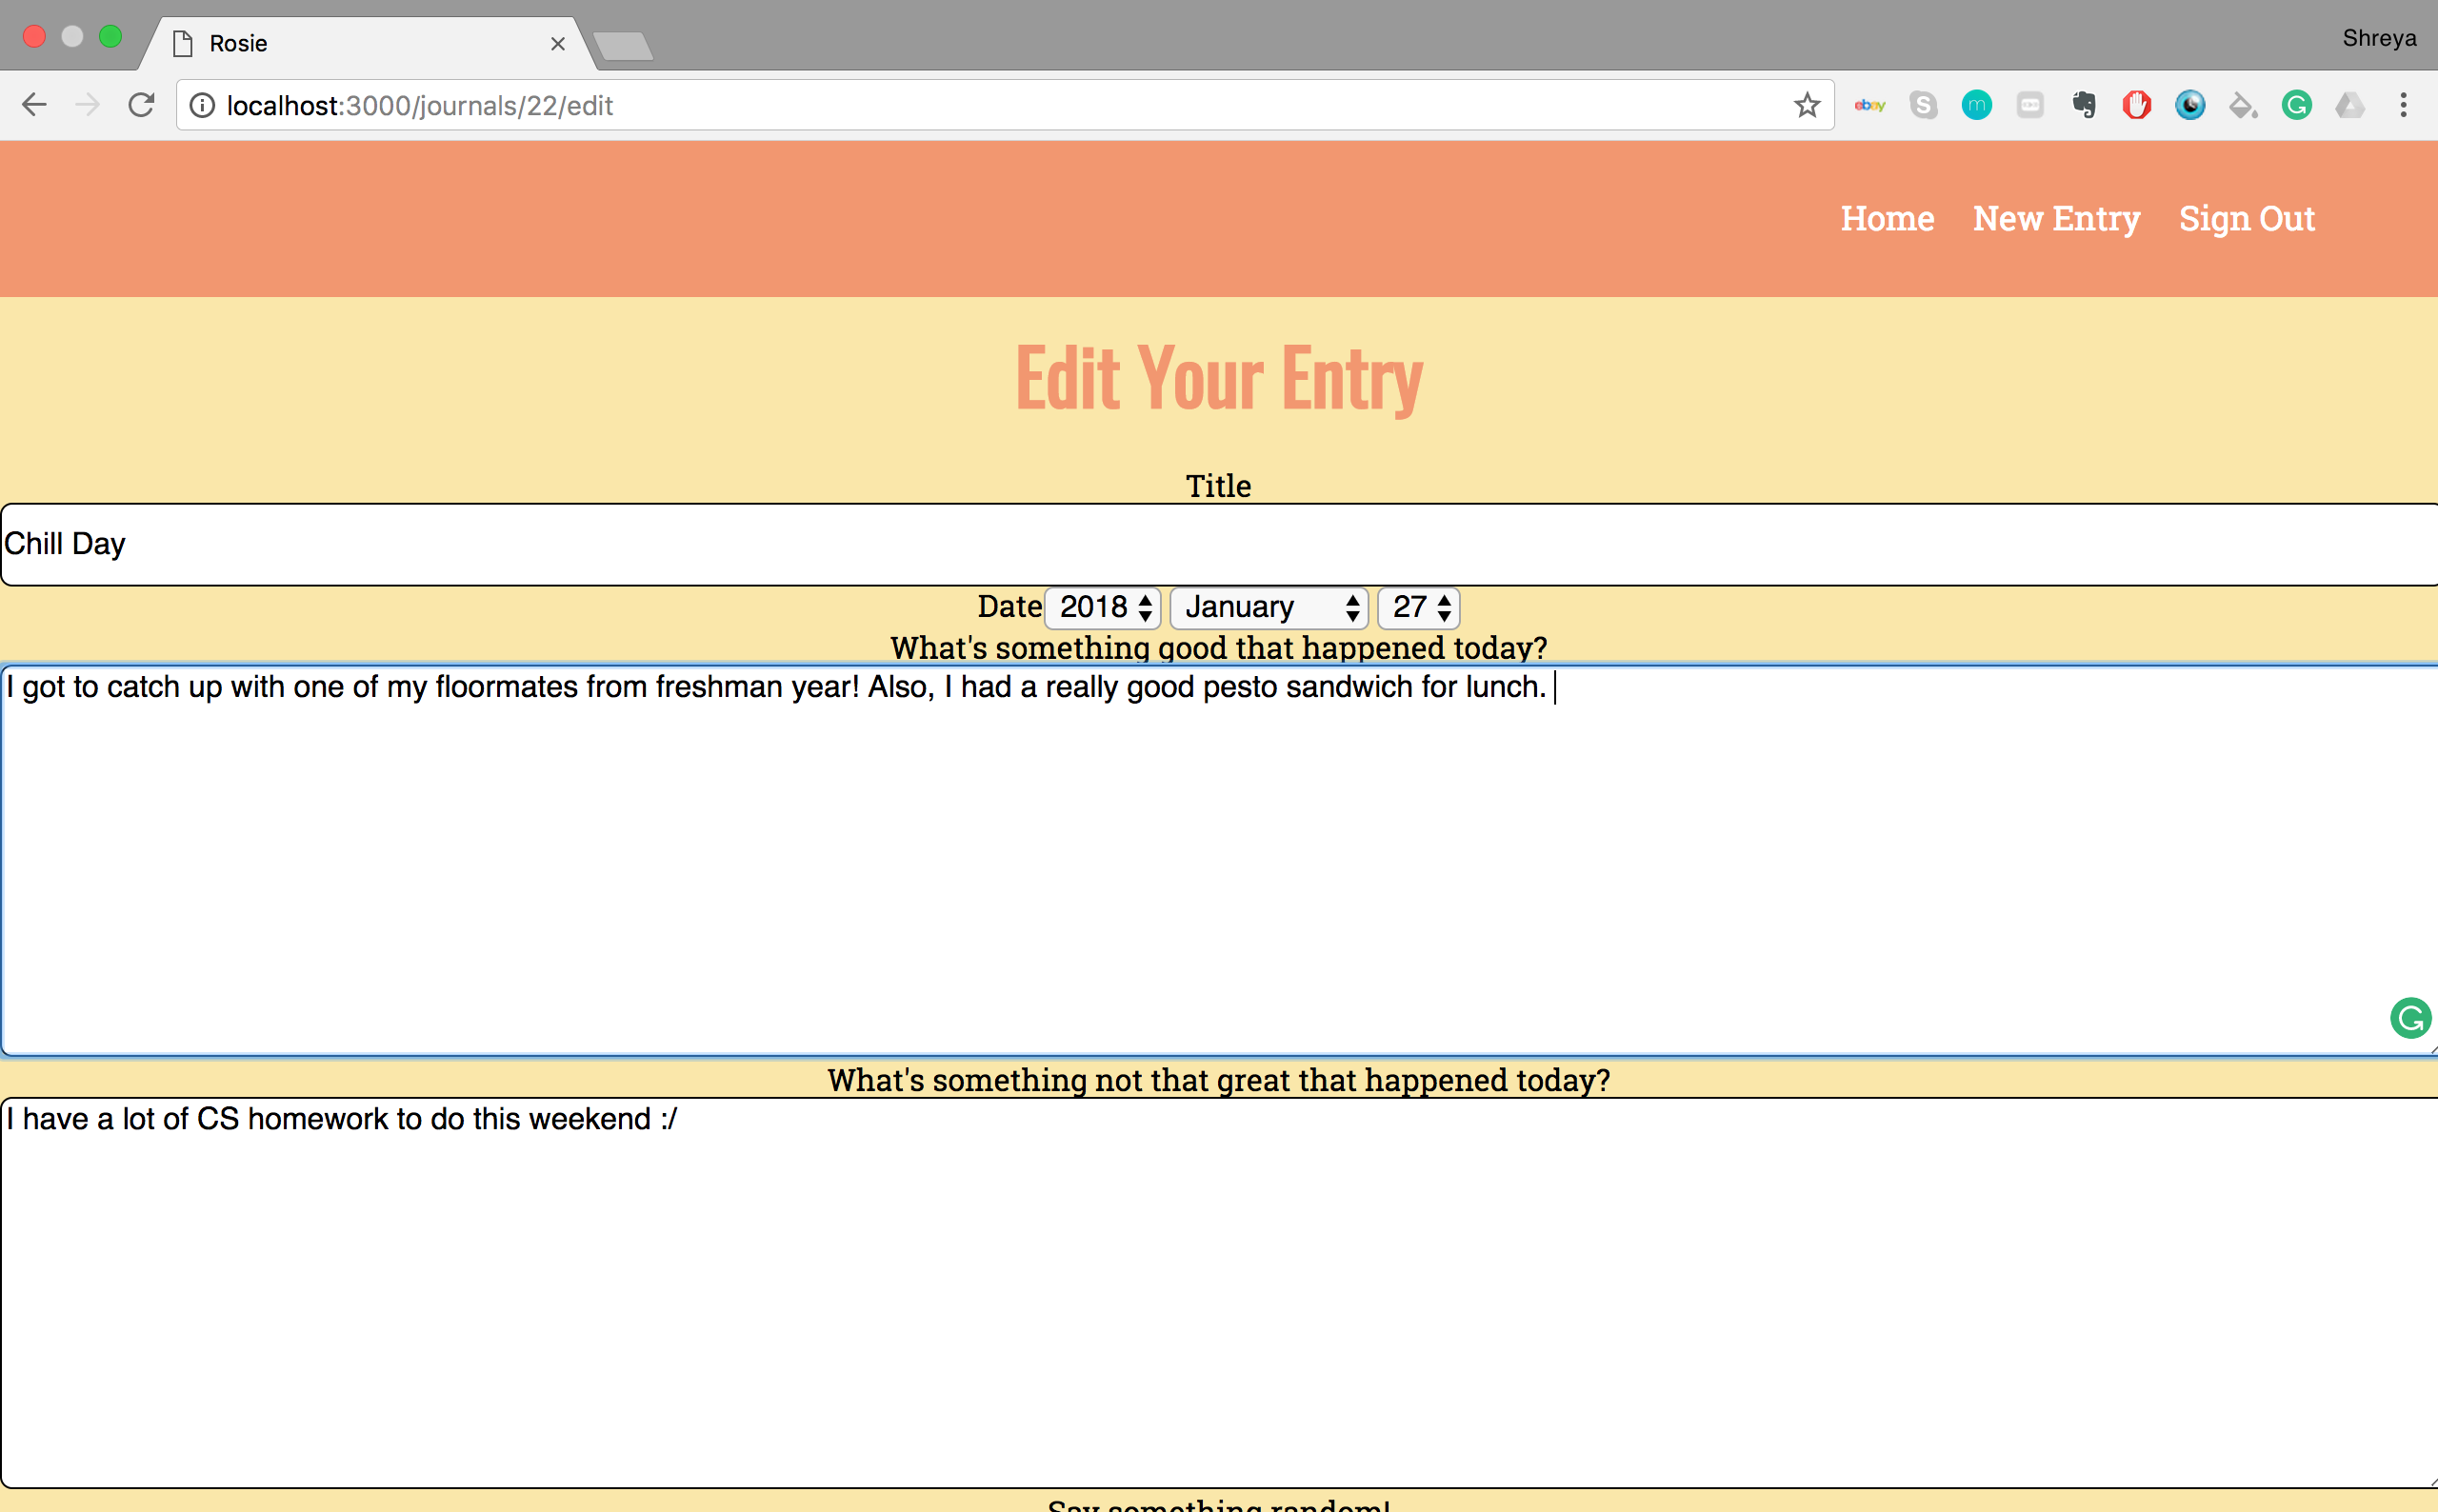 Rosie
Shreya
localhost:3000/journals/22/edit
ebay
S
m
G
Home New Entry Sign Out
Edit Your Entry
Title
Chill Day
Date 2018 January 27
What's something good that happened today?
I got to catch up with one of my floormates from freshman year! Also, I had a really good pesto sandwich for lunch.
G
What's something not that great that happened today?
I have a lot of CS homework to do this weekend :/
Say something random!